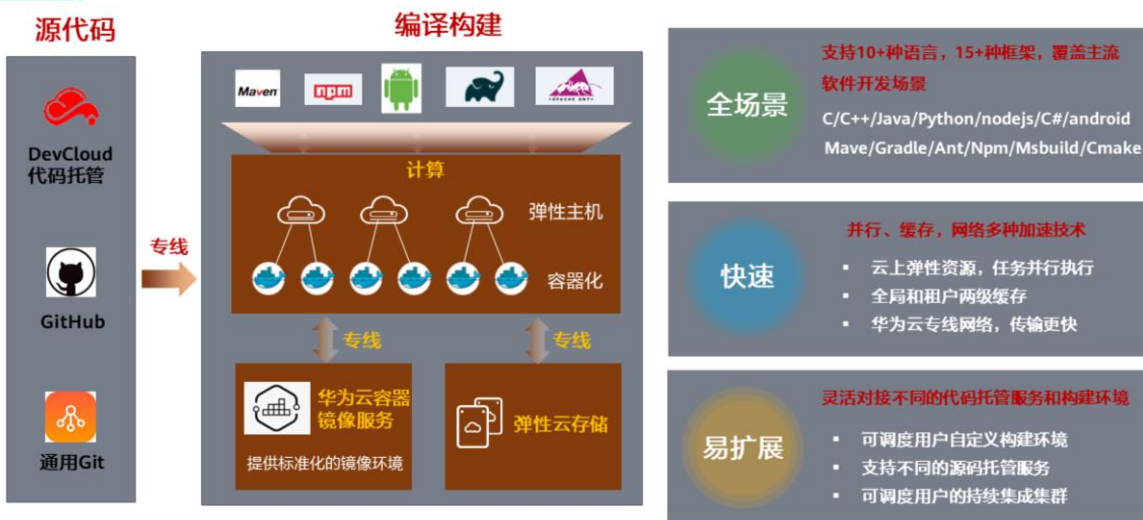 源代码
DevCloud
代码托管
GitHub
通用Git
专线
编译构建
Maven
npm
APACHE ANT
计算
弹性主机
容器化
专线
专线
华为云容器
镜像服务
提供标准化的镜像环境
弹性云存储
全场景
支持10+种语言，15+种框架，覆盖主流
软件开发场景
C/C++/Java/Python/nodejs/C#/android
Mave/Gradle/Ant/Npm/Msbuild/Cmake
快速
并行、缓存，网络多种加速技术
▪ 云上弹性资源，任务并行执行
▪ 全局和租户两级缓存
▪ 华为云专线网络，传输更快
易扩展
灵活对接不同的代码托管服务和构建环境
▪ 可调度用户自定义构建环境
▪ 支持不同的源码托管服务
▪ 可调度用户的持续集成集群